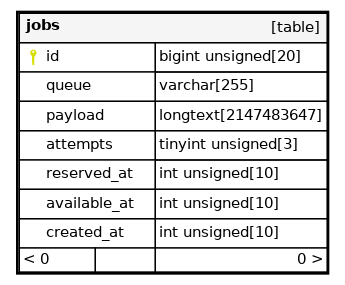 jobs [table]
id bigint unsigned[20]
queue varchar[255]
payload longtext[2147483647]
attempts tinyint unsigned[3]
reserved_at int unsigned[10]
available_at int unsigned[10]
created_at int unsigned[10]
< 0 0 >